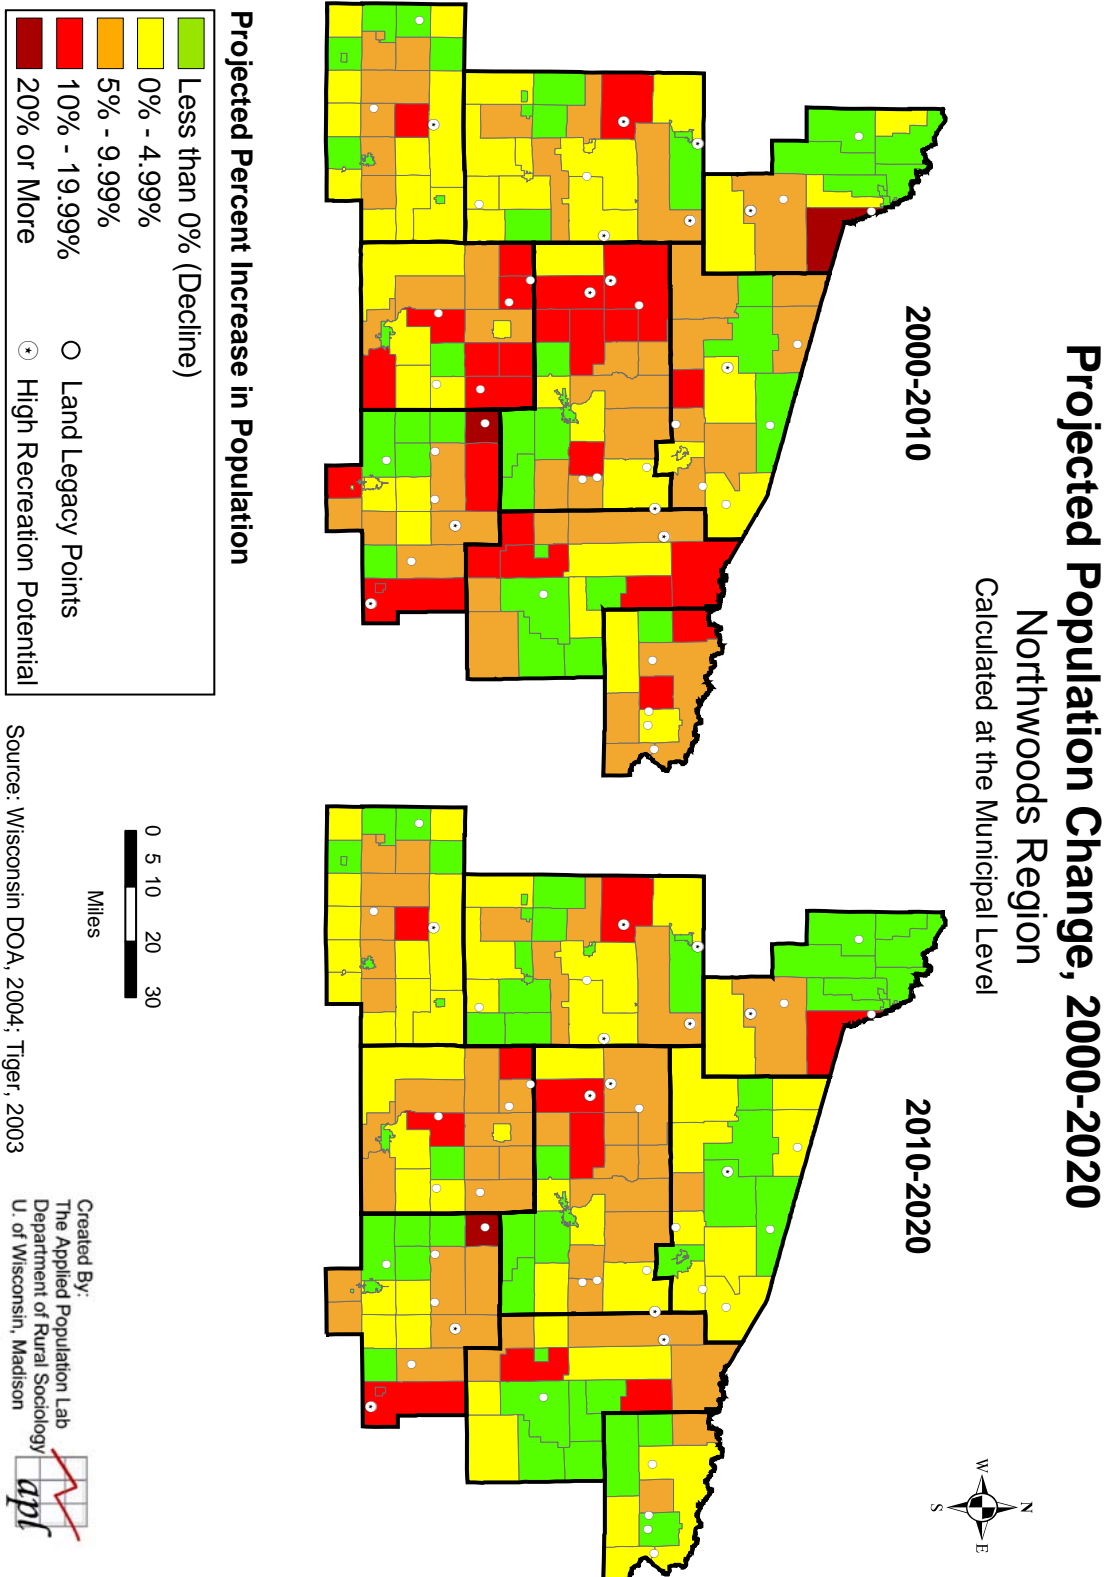 Projected Population Change, 2000-2020
Northwoods Region
Calculated at the Municipal Level
2000-2010
2010-2020
N
W
E
S
Projected Percent Increase in Population
Less than 0% (Decline)
0% - 4.99%
5% - 9.99%
10% - 19.99%
20% or More
Land Legacy Points
High Recreation Potential
0 5 10 20 30
Miles
Source: Wisconsin DOA, 2004; Tiger, 2003
Created By:
The Applied Population Lab
Department of Rural Sociology
U. of Wisconsin, Madison
apl